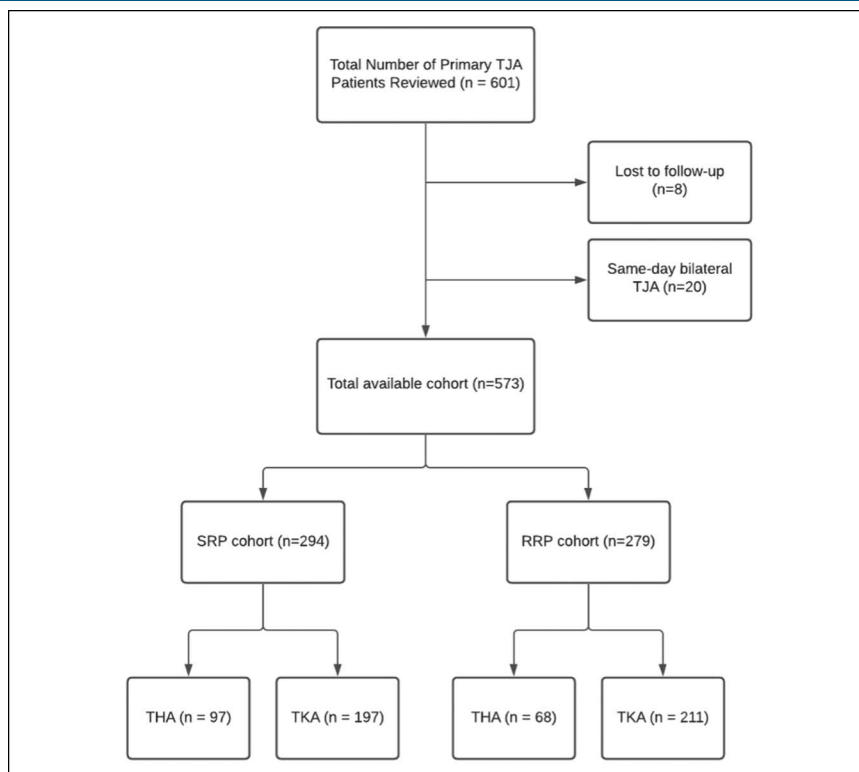 Total Number of Primary TJA
Patients Reviewed (n = 601)
Lost to follow-up
(n=8)
Same-day bilateral
TJA (n=20)
Total available cohort (n=573)
SRP cohort (n=294)
RRP cohort (n=279)
THA (n = 97)
TKA (n = 197)
THA (n = 68)
TKA (n = 211)